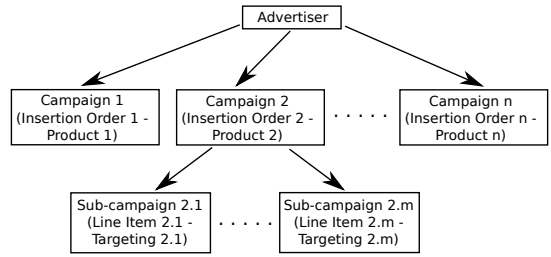 Advertiser
Campaign 1
(Insertion Order 1 -
Product 1)
Campaign 2
(Insertion Order 2 -
Product 2)
. . . . .
Campaign n
(Insertion Order n -
Product n)
Sub-campaign 2.1
(Line Item 2.1 -
Targeting 2.1)
. . . . .
Sub-campaign 2.m
(Line Item 2.m -
Targeting 2.m)